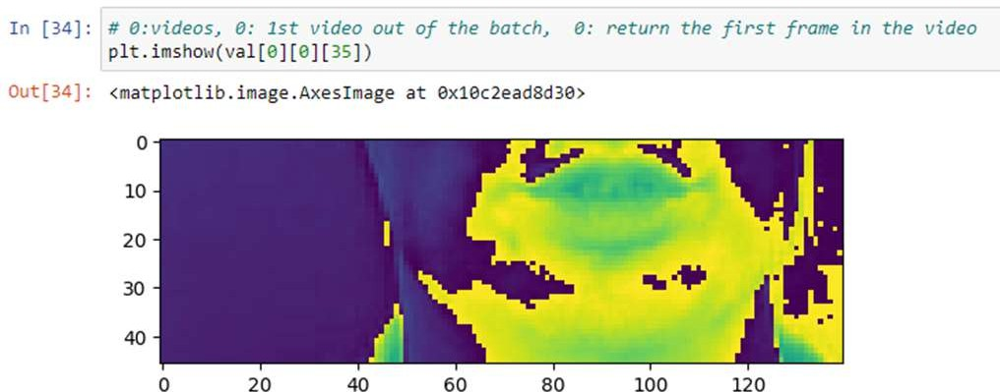 In [34]: # 0:videos, 0: 1st video out of the batch,  0: return the first frame in the video
plt.imshow(val[0][0][35])
Out[34]: <matplotlib.image.AxesImage at 0x10c2ead8d30>
0
10
20
30
40
0 20 40 60 80 100 120